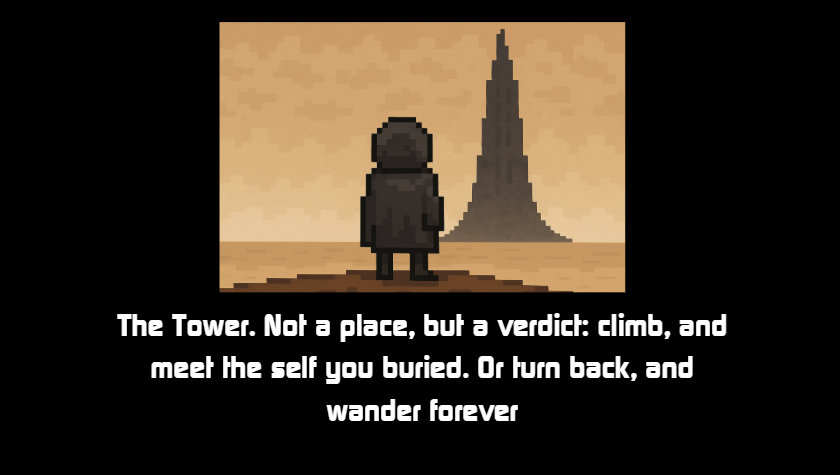 The Tower. Not a place, but a verdict: climb, and
meet the self you buried. Or turn back, and
wander forever